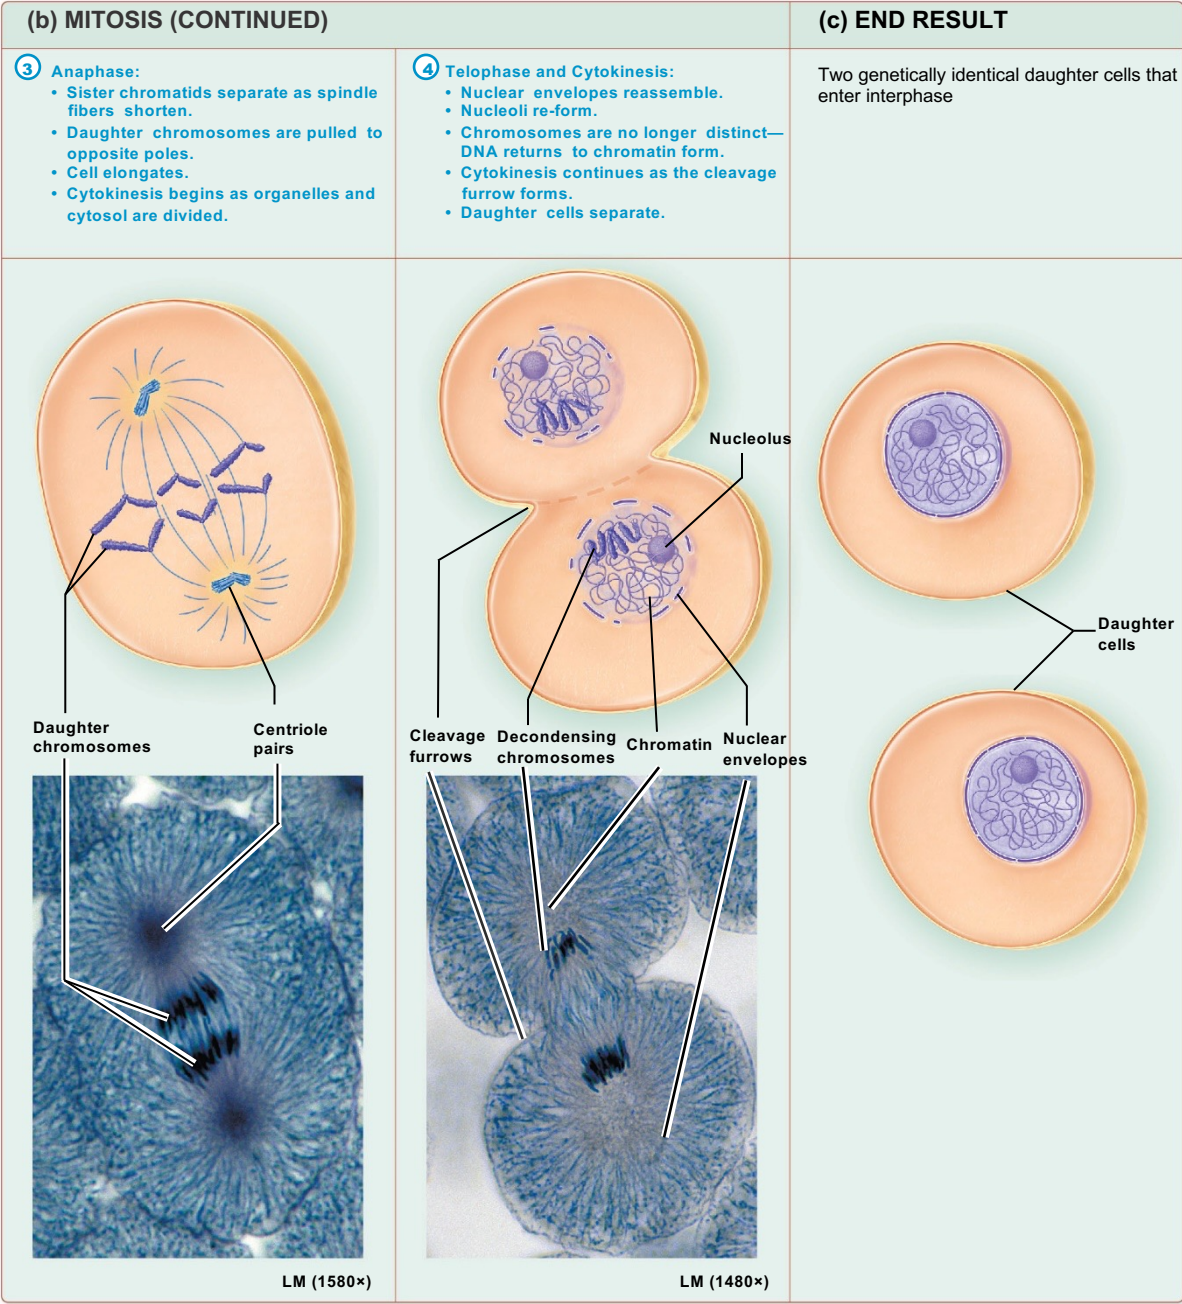 (b) MITOSIS (CONTINUED)
(c) END RESULT
3 Anaphase:
• Sister chromatids separate as spindle
fibers shorten.
• Daughter chromosomes are pulled to
opposite poles.
• Cell elongates.
• Cytokinesis begins as organelles and
cytosol are divided.
4 Telophase and Cytokinesis:
• Nuclear envelopes reassemble.
• Nucleoli re-form.
• Chromosomes are no longer distinct—
DNA returns to chromatin form.
• Cytokinesis continues as the cleavage
furrow forms.
• Daughter cells separate.
Two genetically identical daughter cells that
enter interphase
Daughter
chromosomes
Centriole
pairs
LM (1580×)
Nucleolus
Cleavage
furrows
Decondensing
chromosomes
Chromatin
Nuclear
envelopes
LM (1480×)
Daughter
cells